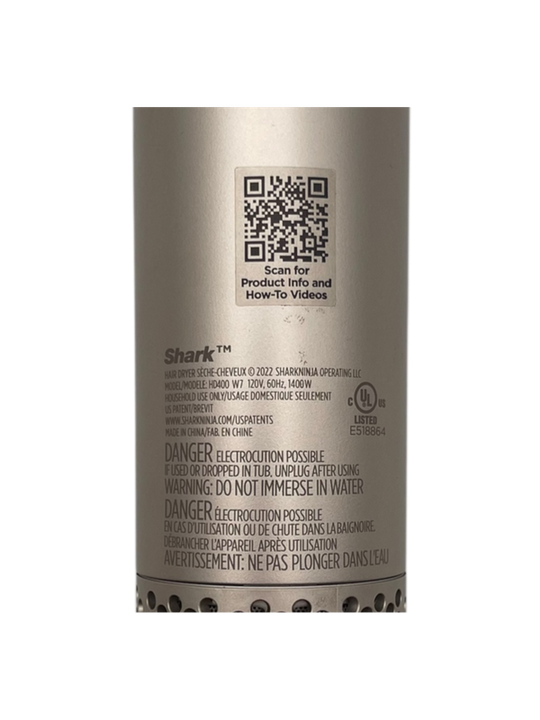 Scan for
Product Info and
How-To Videos
Shark™
HAIR DRYER SÈCHE-CHEVEUX © 2022 SHARKNINJA OPERATING LLC
MODEL/MODELE: HD400 W7 120V, 60Hz, 1400W
HOUSEHOLD USE ONLY/USAGE DOMESTIQUE SEULEMENT
US PATENT/BREVIT
WWW.SHARKNINJA.COM/USPATENTS
MADE IN CHINA/FAB. EN CHINE
C UL US
LISTED
E518864
DANGER ELECTROCUTION POSSIBLE
IF USED OR DROPPED IN TUB, UNPLUG AFTER USING
WARNING: DO NOT IMMERSE IN WATER
DANGER ÉLECTROCUTION POSSIBLE
EN CAS D'UTILISATION OU DE CHUTE DANS LA BAIGNOIRE,
DÉBRANCHER L'APPAREIL APRÈS UTILISATION
AVERTISSEMENT: NE PAS PLONGER DANS L'EAU